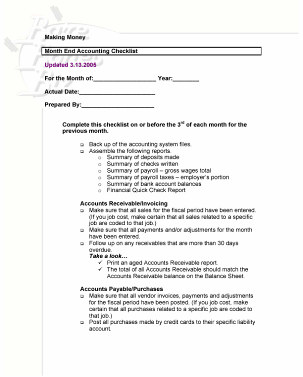 Making Money
Month End Accounting Checklist
Updated 3.13.2005
For the Month of:____________________ Year:________
Actual Date:________________________
Prepared By:_______________________
Complete this checklist on or before the 3rd of each month for the
previous month.
❑ Back up of the accounting system files.
❑ Assemble the following reports.
o Summary of deposits made
o Summary of checks written
o Summary of payroll – gross wages total
o Summary of payroll taxes – employer's portion
o Summary of bank account balances
o Financial Quick Check Report
Accounts Receivable/Invoicing
❑ Make sure that all sales for the fiscal period have been entered.
(If you job cost, make certain that all sales related to a specific
job are coded to that job.)
❑ Make sure that all payments and/or adjustments for the month
have been entered.
❑ Follow up on any receivables that are more than 30 days
overdue.
Take a look…
✓ Print an aged Accounts Receivable report.
✓ The total of all Accounts Receivable should match the
Accounts Receivable balance on the Balance Sheet.
Accounts Payable/Purchases
❑ Make sure that all vendor invoices, payments and adjustments
for the fiscal period have been posted. (If you job cost, make
certain that all purchases related to a specific job are coded to
that job.)
❑ Post all purchases made by credit cards to their specific liability
account.